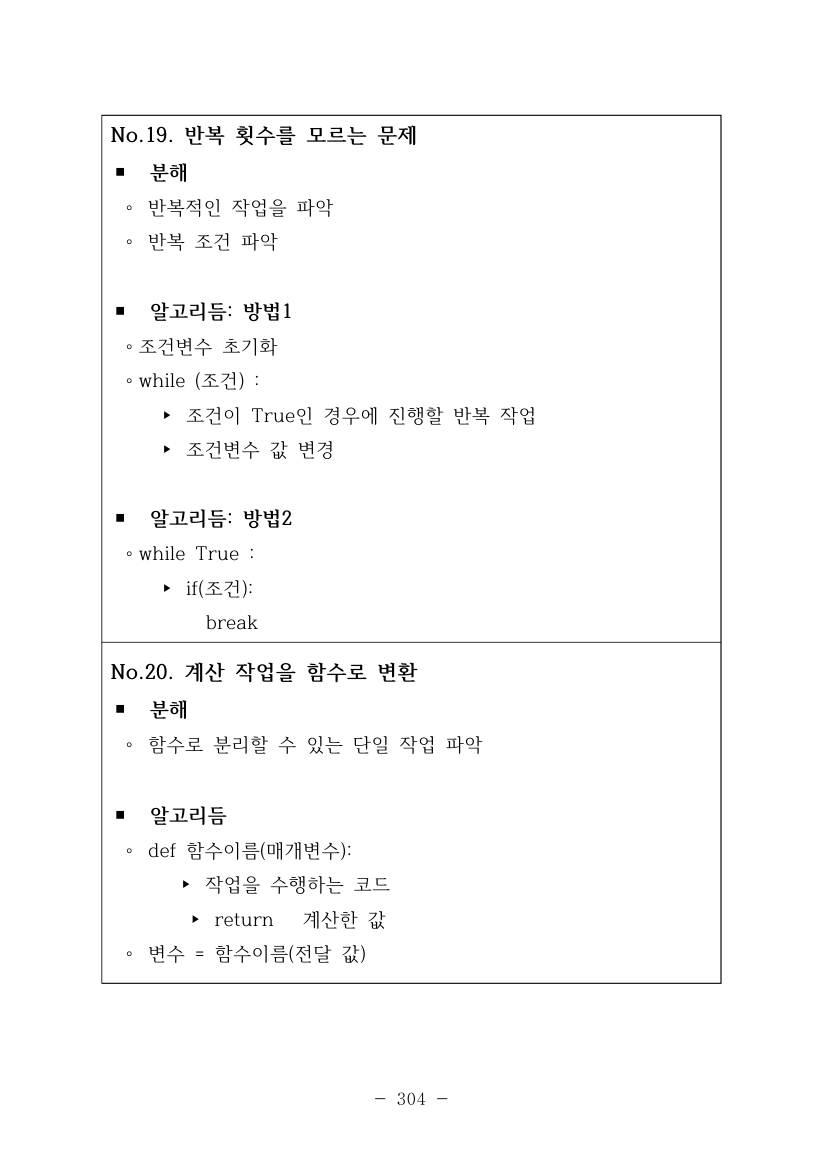 No.19. 반복 횟수를 모르는 문제
▪ 분해
◦ 반복적인 작업을 파악
◦ 반복 조건 파악
▪ 알고리듬: 방법1
◦조건변수 초기화
◦while (조건) :
▸ 조건이 True인 경우에 진행할 반복 작업
▸ 조건변수 값 변경
▪ 알고리듬: 방법2
◦while True :
▸ if(조건):
break
No.20. 계산 작업을 함수로 변환
▪ 분해
◦ 함수로 분리할 수 있는 단일 작업 파악
▪ 알고리듬
◦ def 함수이름(매개변수):
▸ 작업을 수행하는 코드
▸ return 계산한 값
◦ 변수 = 함수이름(전달 값)
- 304 -